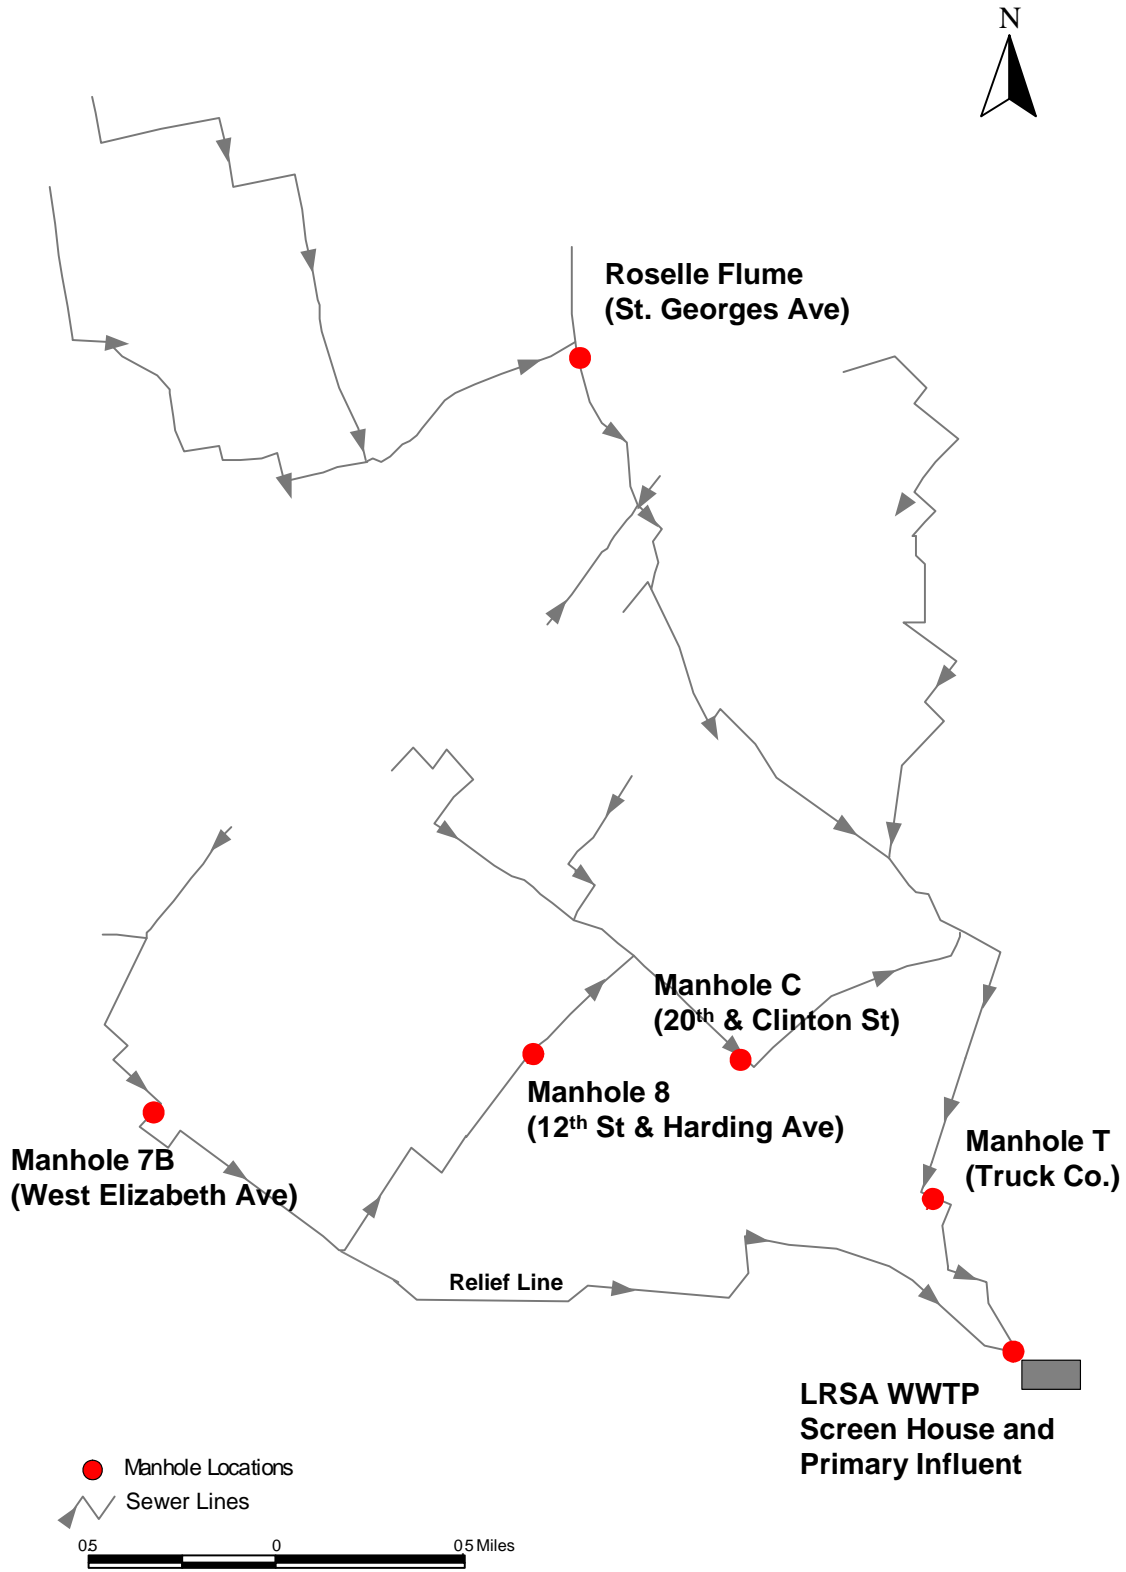 N
Roselle Flume
(St. Georges Ave)
Manhole C
(20th & Clinton St)
Manhole 8
(12th St & Harding Ave)
Manhole T
(Truck Co.)
Manhole 7B
(West Elizabeth Ave)
Relief Line
LRSA WWTP
Screen House and
Primary Influent
Manhole Locations
Sewer Lines
05 0 05 Miles